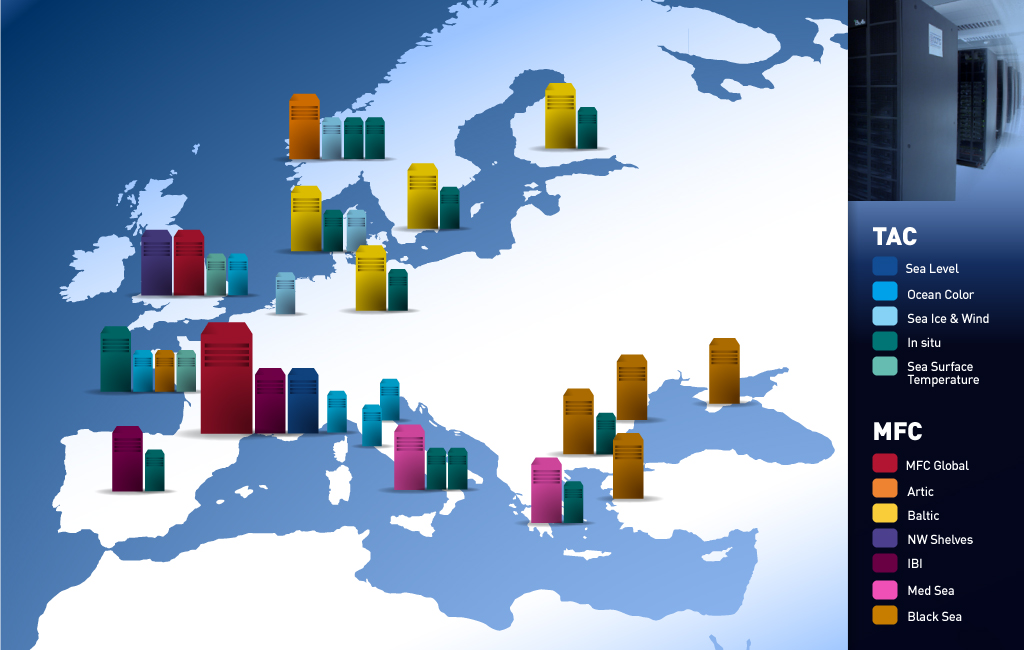 TAC
Sea Level
Ocean Color
Sea Ice & Wind
In situ
Sea Surface
Temperature
MFC
MFC Global
Artic
Baltic
NW Shelves
IBI
Med Sea
Black Sea